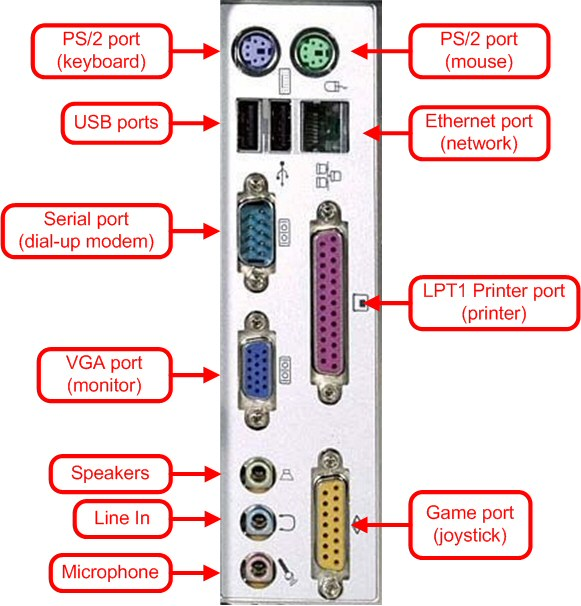 PS/2 port
(keyboard)
PS/2 port
(mouse)
USB ports
Ethernet port
(network)
Serial port
(dial-up modem)
LPT1 Printer port
(printer)
VGA port
(monitor)
Speakers
Line In
Game port
(joystick)
Microphone